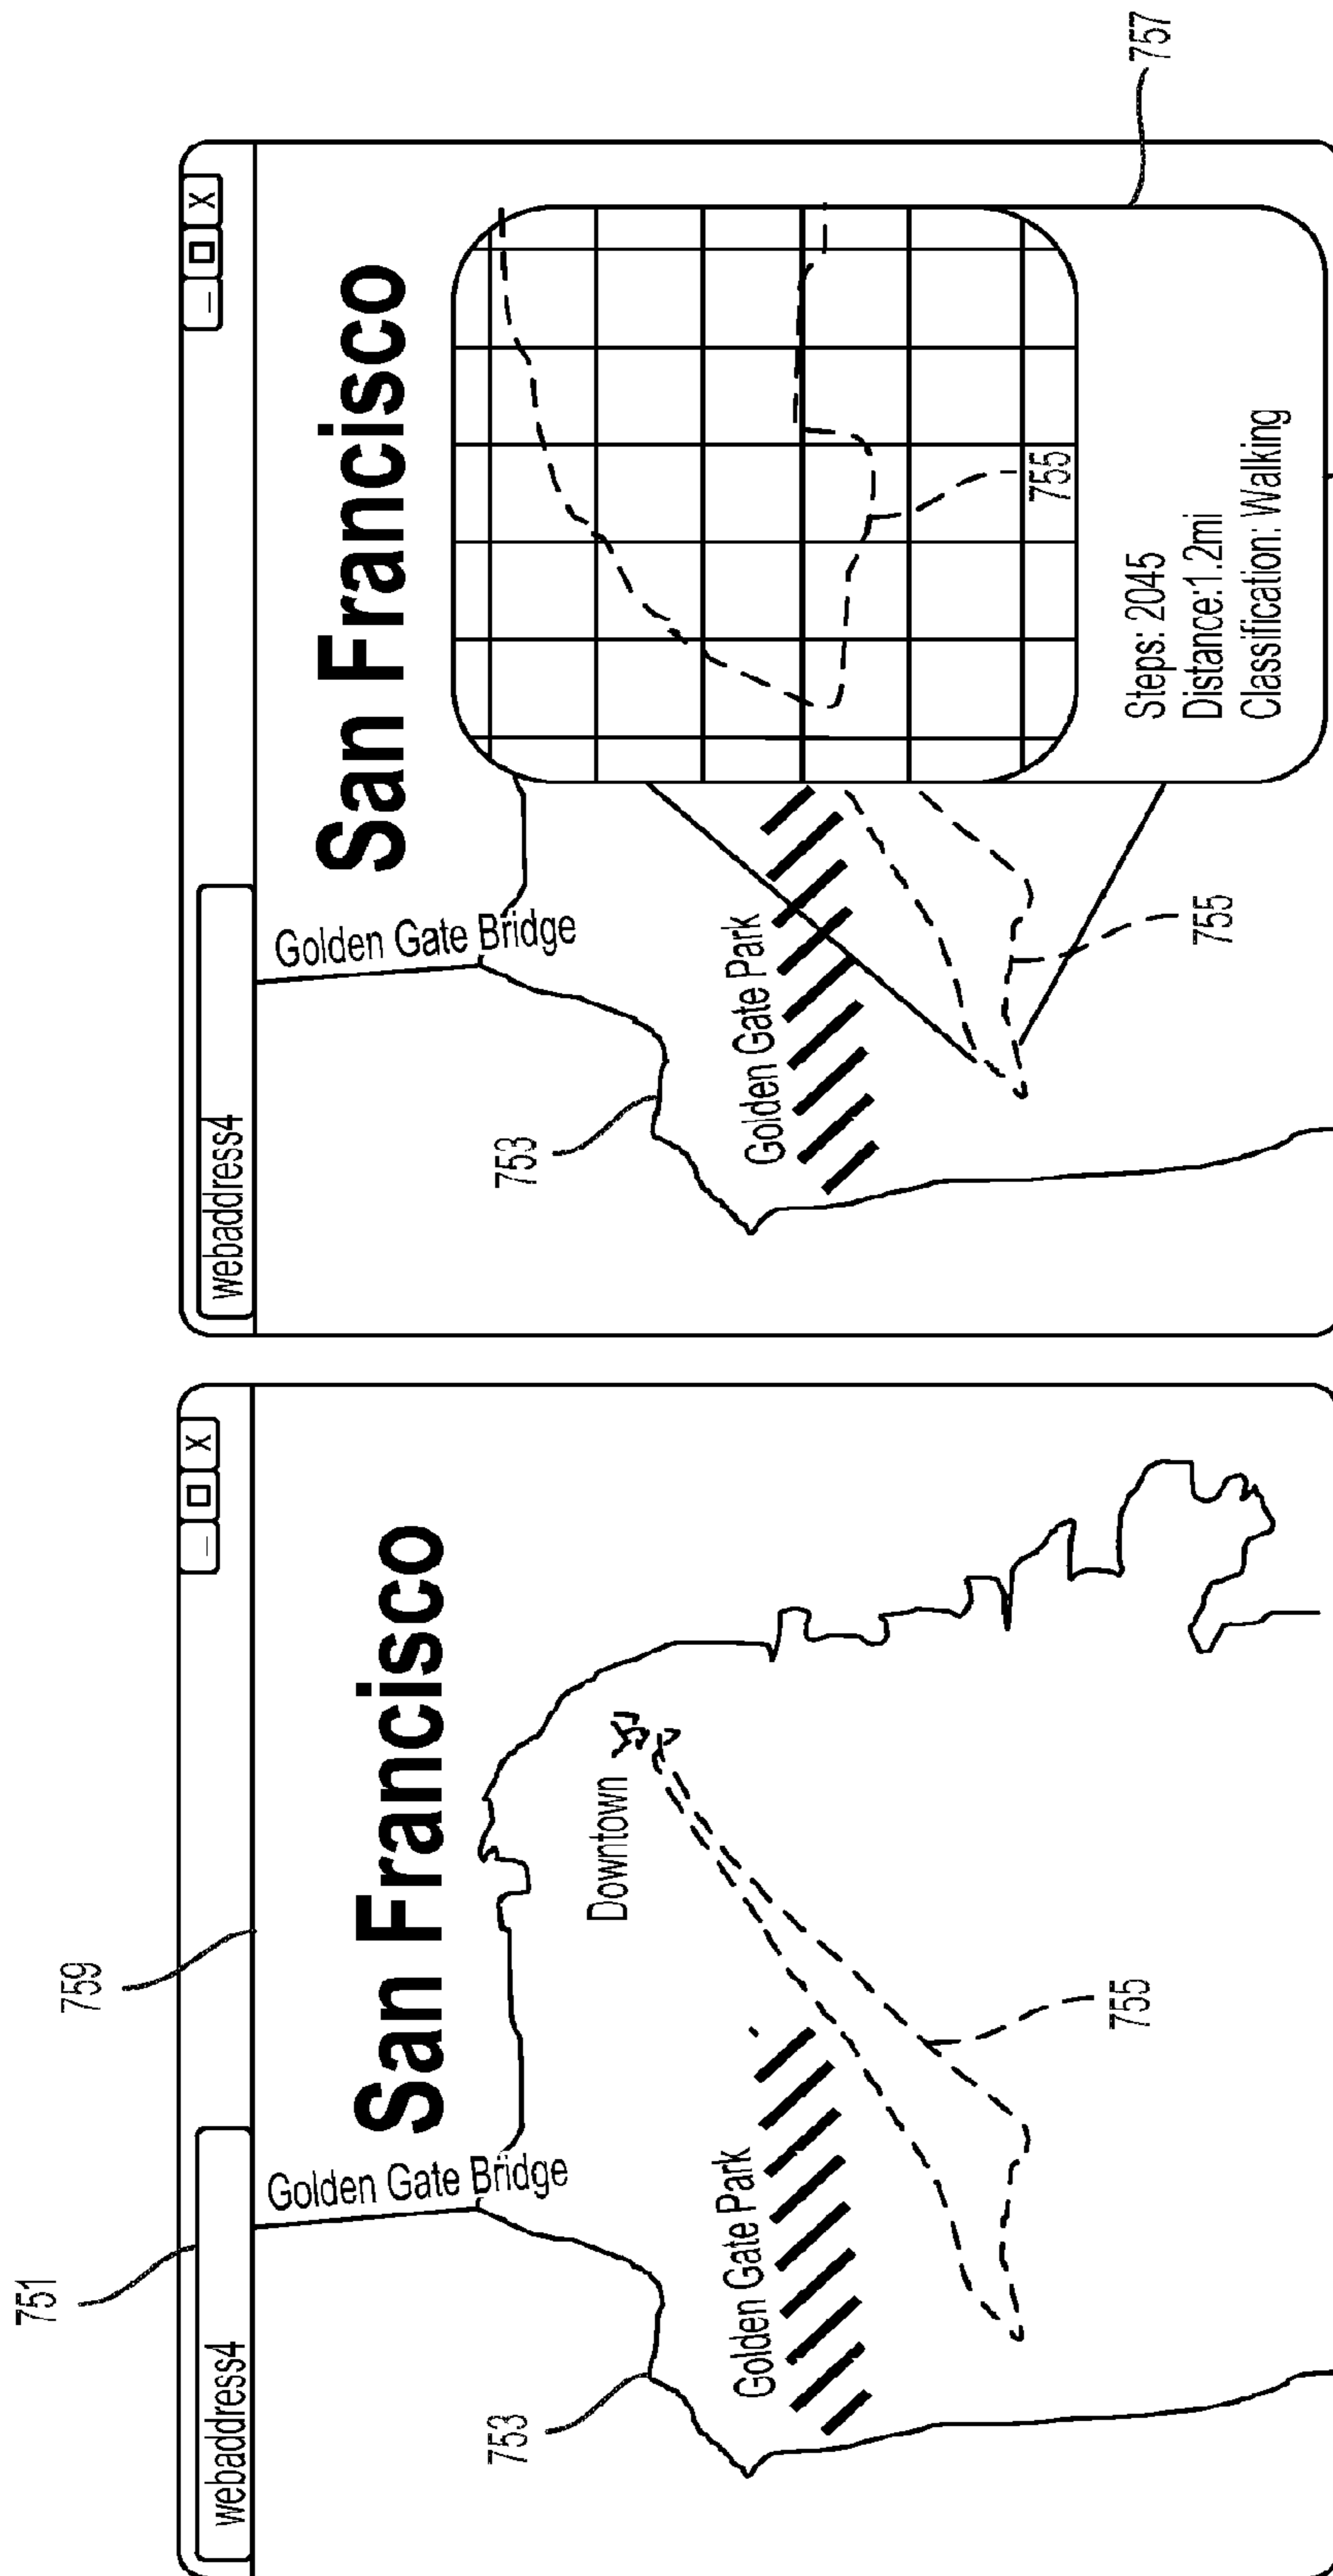 751
759
webaddress4
_ X
San Francisco
Golden Gate Bridge
753
Downtown
Golden Gate Park
755
webaddress4
_ X
San Francisco
Golden Gate Bridge
753
Golden Gate Park
755
755
Steps: 2045
Distance:1.2mi
Classification: Walking
757